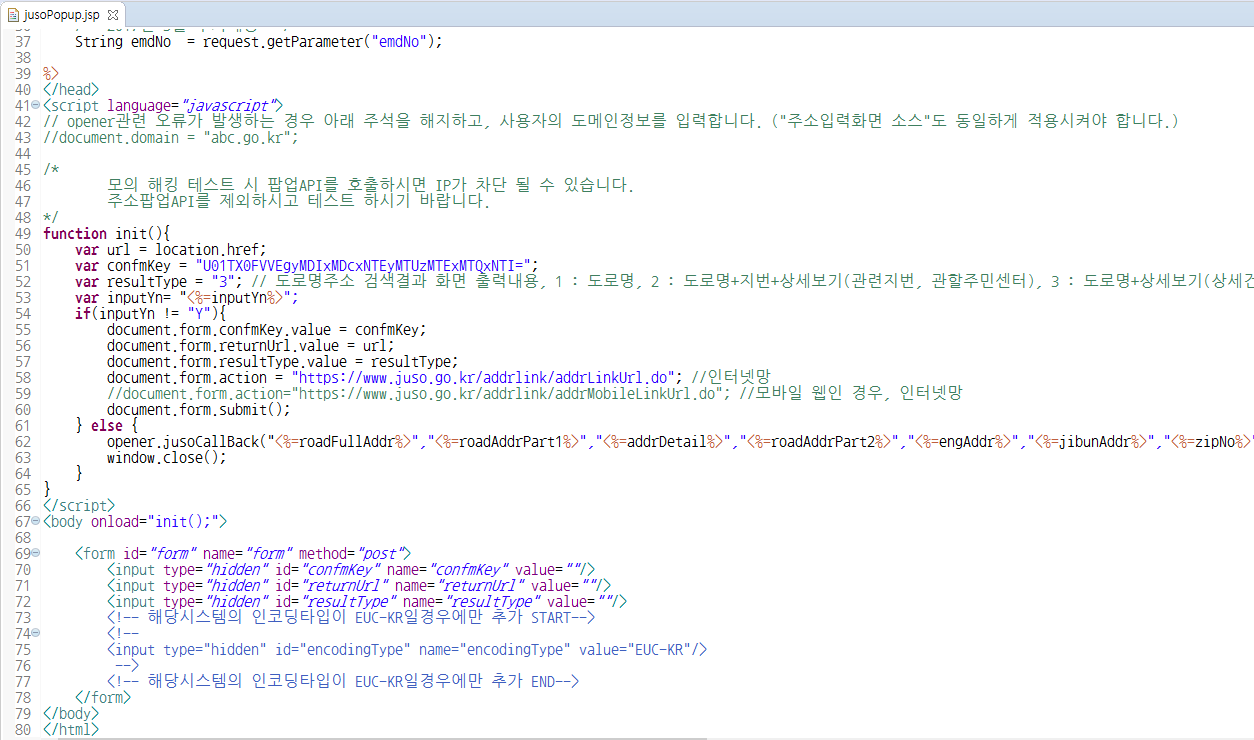 jusoPopup.jsp
37 String emdNo = request.getParameter("emdNo");
38
39 %>
40 </head>
41 <script language="javascript">
42 // opener관련 오류가 발생하는 경우 아래 주석을 해지하고, 사용자의 도메인정보를 입력합니다. ("주소입력화면 소스"도 동일하게 적용시켜야 합니다.)
43 //document.domain = "abc.go.kr";
44
45 /*
46 모의 해킹 테스트 시 팝업API를 호출하시면 IP가 차단 될 수 있습니다.
47 주소팝업API를 제외하시고 테스트 하시기 바랍니다.
48 */
49 function init(){
50 var url = location.href;
51 var confmKey = "U01TX0FVVEgyMDIxMDcxNTEyMTUzMTExMTQxNTI=";
52 var resultType = "3"; // 도로명주소 검색결과 화면 출력내용, 1 : 도로명, 2 : 도로명+지번+상세보기(관련지번, 관할주민센터), 3 : 도로명+상세보기(상세건
53 var inputYn= "<%=inputYn%>";
54 if(inputYn != "Y"){
55 document.form.confmKey.value = confmKey;
56 document.form.returnUrl.value = url;
57 document.form.resultType.value = resultType;
58 document.form.action = "https://www.juso.go.kr/addrlink/addrLinkUrl.do"; //인터넷망
59 //document.form.action="https://www.juso.go.kr/addrlink/addrMobileLinkUrl.do"; //모바일 웹인 경우, 인터넷망
60 document.form.submit();
61 } else {
62 opener.jusoCallBack("<%=roadFullAddr%>","<%=roadAddrPart1%>","<%=addrDetail%>","<%=roadAddrPart2%>","<%=engAddr%>","<%=jibunAddr%>","<%=zipNo%>"
63 window.close();
64 }
65 }
66 </script>
67 <body onload="init();">
68
69 <form id="form" name="form" method="post">
70 <input type="hidden" id="confmKey" name="confmKey" value=""/>
71 <input type="hidden" id="returnUrl" name="returnUrl" value=""/>
72 <input type="hidden" id="resultType" name="resultType" value=""/>
73 <!-- 해당시스템의 인코딩타입이 EUC-KR일경우에만 추가 START-->
74 <!--
75 <input type="hidden" id="encodingType" name="encodingType" value="EUC-KR"/>
76 -->
77 <!-- 해당시스템의 인코딩타입이 EUC-KR일경우에만 추가 END-->
78 </form>
79 </body>
80 </html>